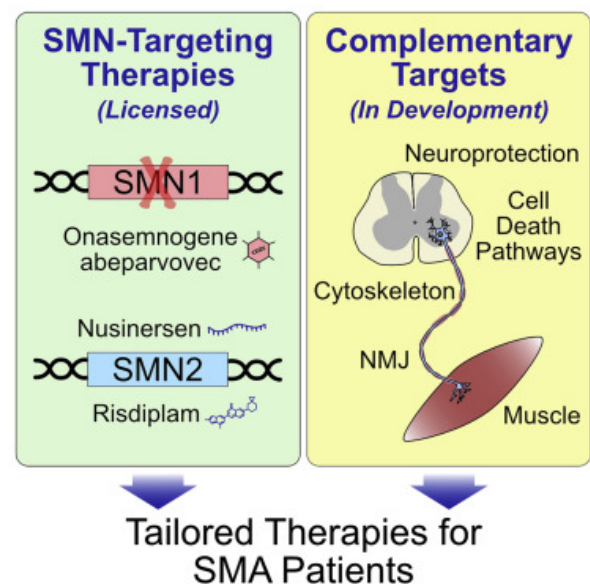 SMN-Targeting
Therapies
(Licensed)
SMN1
Onasemnogene
abeparvovec
Nusinersen
SMN2
Risdiplam
Complementary
Targets
(In Development)
Neuroprotection
Cell
Death
Pathways
Cytoskeleton
NMJ
Muscle
Tailored Therapies for
SMA Patients